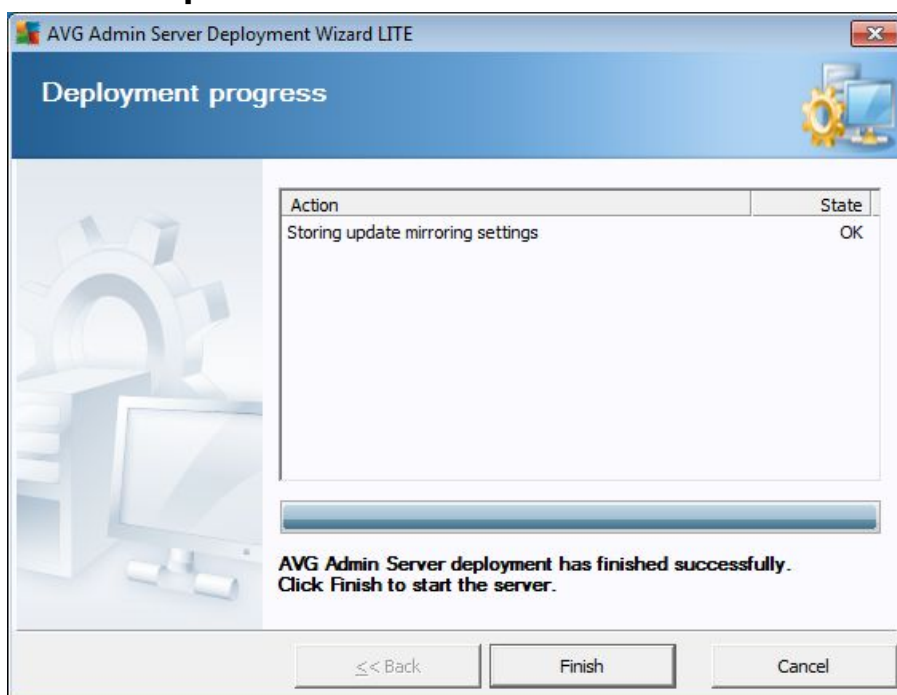 AVG Admin Server Deployment Wizard LITE
Deployment progress
Action State
Storing update mirroring settings OK
AVG Admin Server deployment has finished successfully.
Click Finish to start the server.
<< Back Finish Cancel